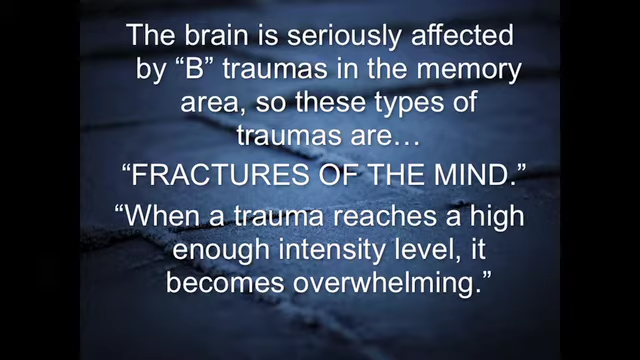 The brain is seriously affected
by “B” traumas in the memory
area, so these types of
traumas are…
“FRACTURES OF THE MIND.”
“When a trauma reaches a high
enough intensity level, it
becomes overwhelming.”